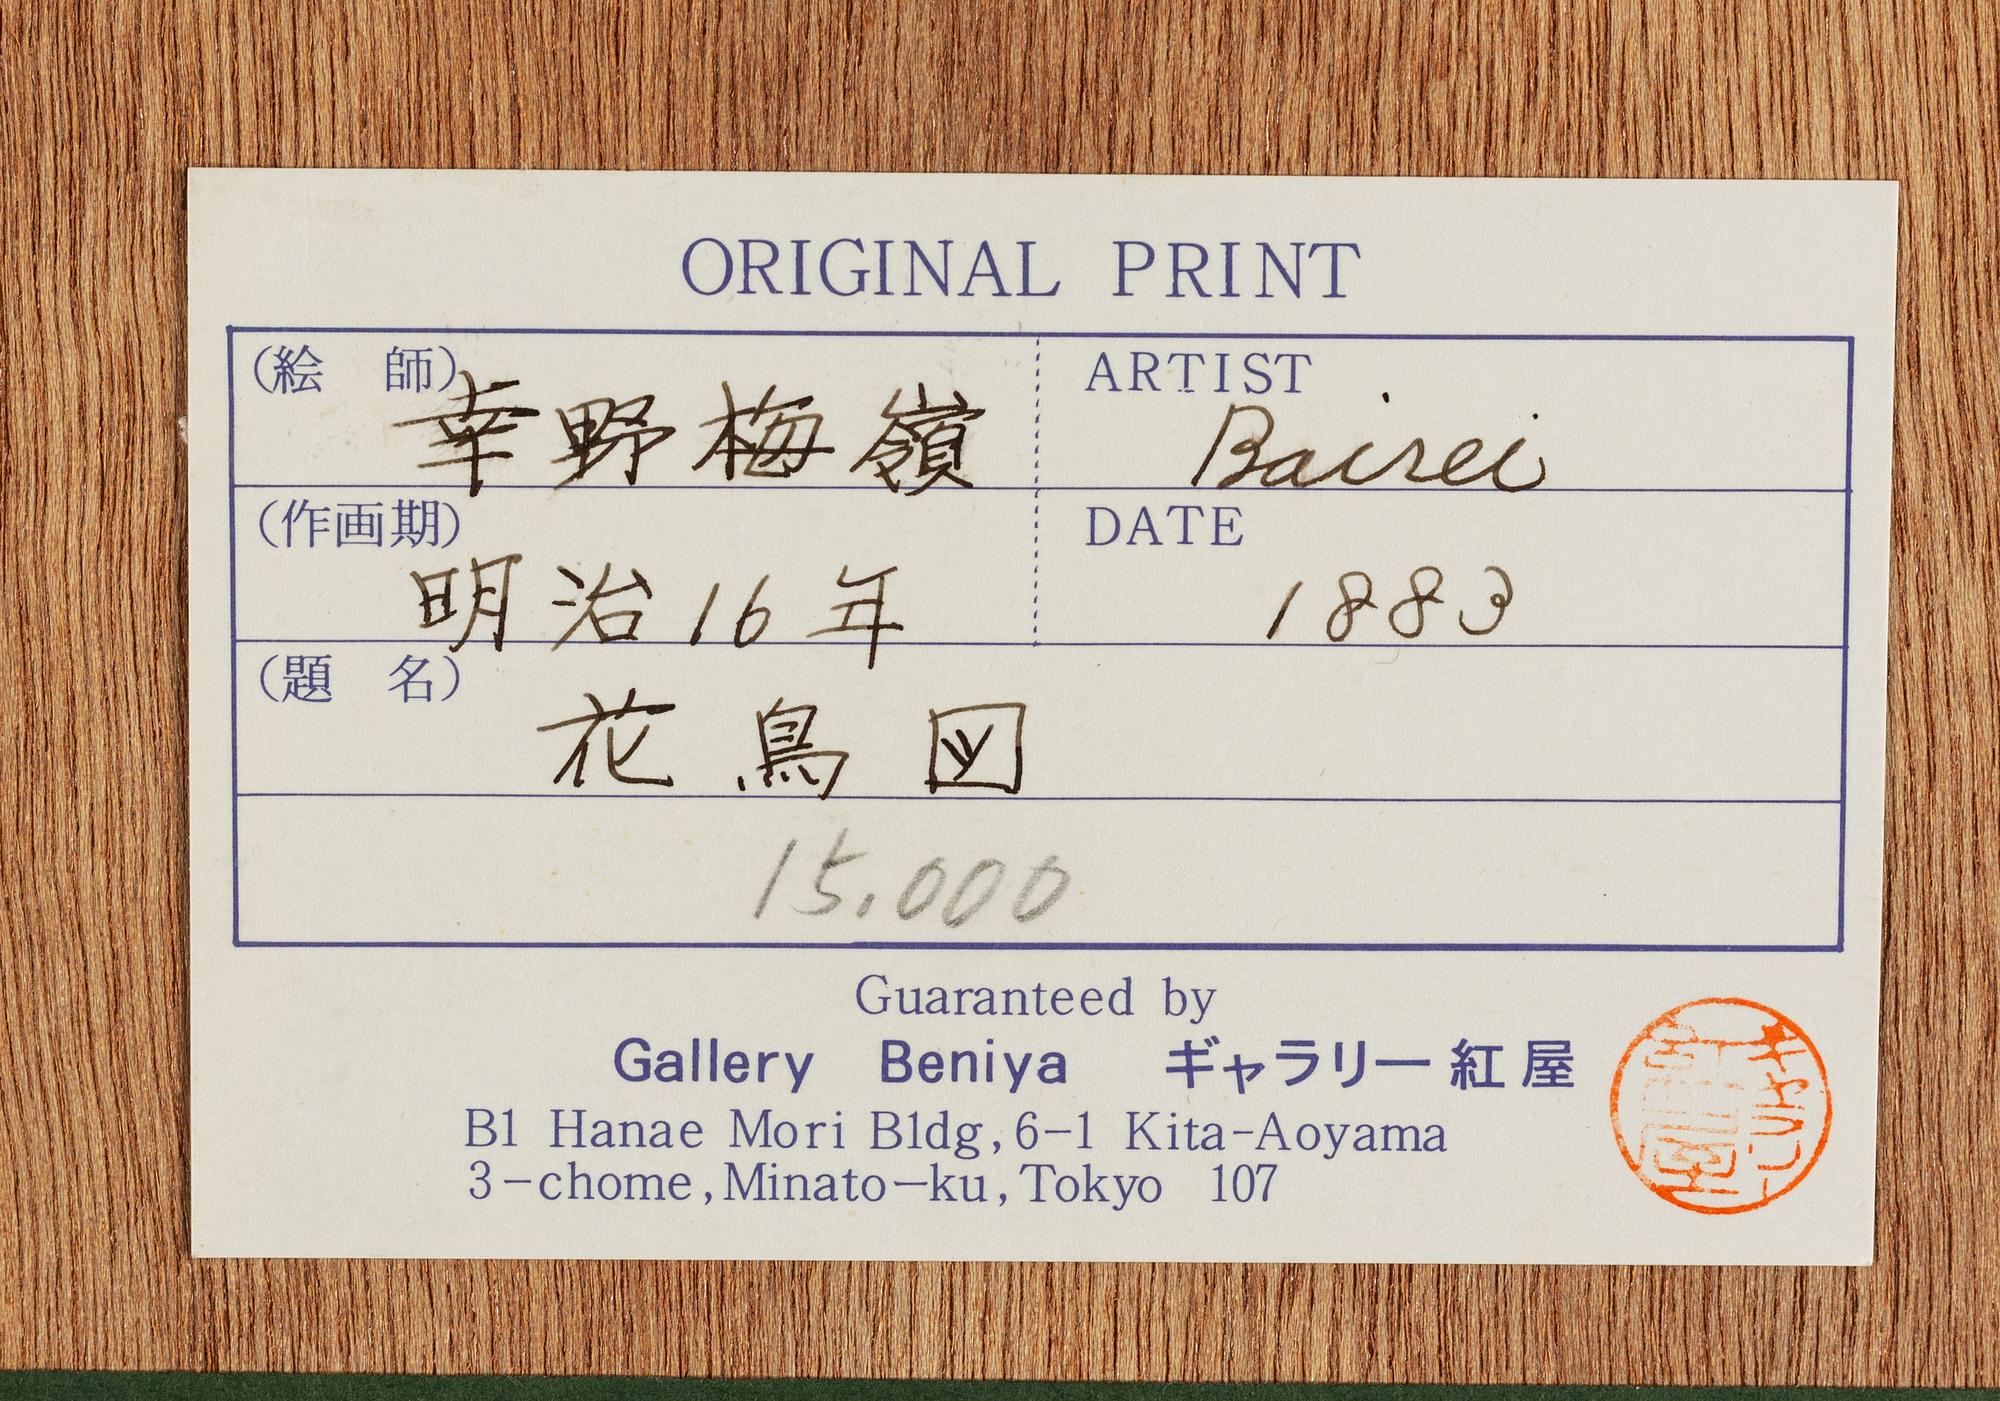 ORIGINAL PRINT
(絵 師) 幸野梅嶺 ARTIST Bairei
(作画期) 明治16年 DATE 1883
(題 名) 花鳥図
15,000
Guaranteed by
Gallery Beniya ギャラリー紅屋
B1 Hanae Mori Bldg, 6-1 Kita-Aoyama
3-chome, Minato-ku, Tokyo 107